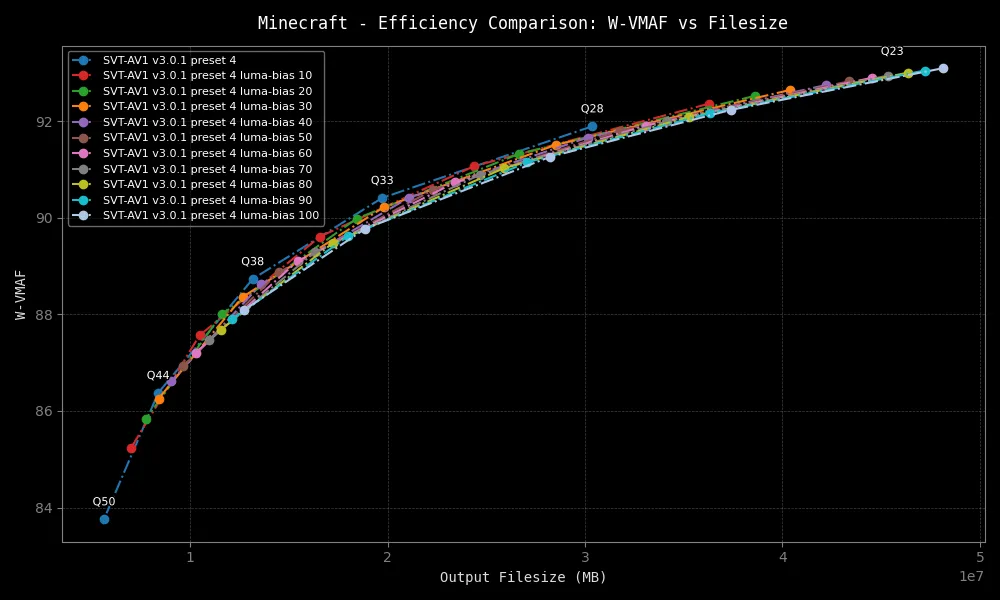 Minecraft - Efficiency Comparison: W-VMAF vs Filesize
SVT-AV1 v3.0.1 preset 4
SVT-AV1 v3.0.1 preset 4 luma-bias 10
SVT-AV1 v3.0.1 preset 4 luma-bias 20
SVT-AV1 v3.0.1 preset 4 luma-bias 30
SVT-AV1 v3.0.1 preset 4 luma-bias 40
SVT-AV1 v3.0.1 preset 4 luma-bias 50
SVT-AV1 v3.0.1 preset 4 luma-bias 60
SVT-AV1 v3.0.1 preset 4 luma-bias 70
SVT-AV1 v3.0.1 preset 4 luma-bias 80
SVT-AV1 v3.0.1 preset 4 luma-bias 90
SVT-AV1 v3.0.1 preset 4 luma-bias 100
Q23
Q28
Q33
Q38
Q44
Q50
92
90
88
86
84
W-VMAF
1 2 3 4 5
1e7
Output Filesize (MB)